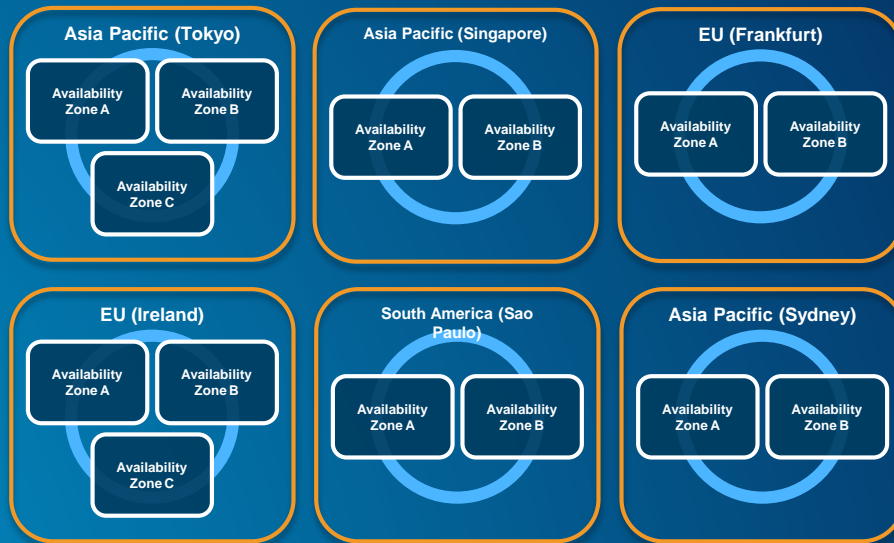 Asia Pacific (Tokyo)
Availability
Zone A
Availability
Zone B
Availability
Zone C
Asia Pacific (Singapore)
Availability
Zone A
Availability
Zone B
EU (Frankfurt)
Availability
Zone A
Availability
Zone B
EU (Ireland)
Availability
Zone A
Availability
Zone B
Availability
Zone C
South America (Sao
Paulo)
Availability
Zone A
Availability
Zone B
Asia Pacific (Sydney)
Availability
Zone A
Availability
Zone B